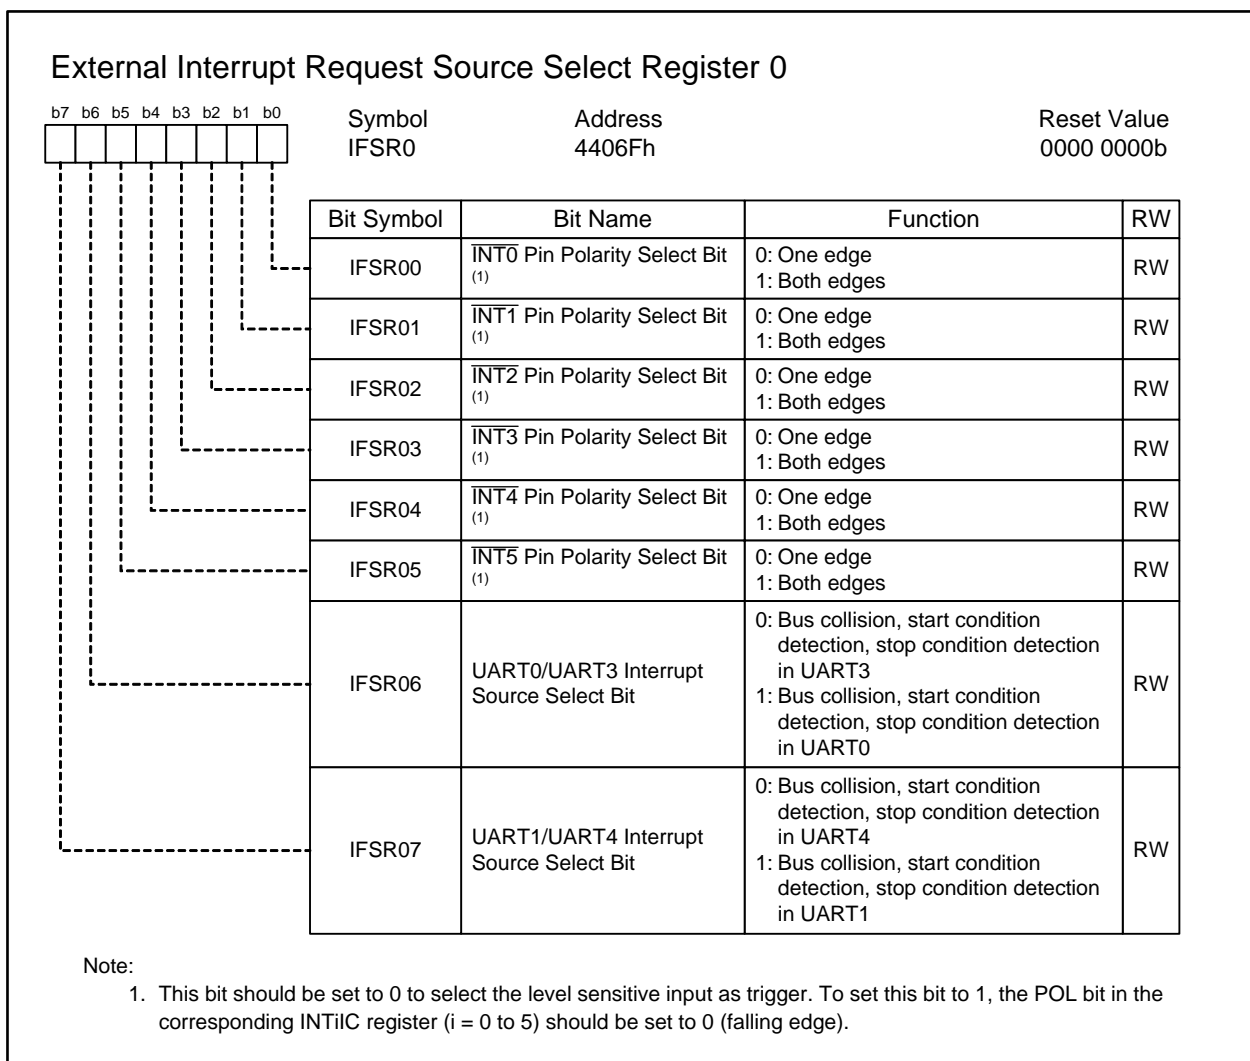 External Interrupt Request Source Select Register 0
b7 b6 b5 b4 b3 b2 b1 b0
Symbol Address Reset Value
IFSR0 4406Fh 0000 0000b
Bit Symbol Bit Name Function RW
IFSR00 INT0 Pin Polarity Select Bit (1) 0: One edge RW
1: Both edges
IFSR01 INT1 Pin Polarity Select Bit (1) 0: One edge RW
1: Both edges
IFSR02 INT2 Pin Polarity Select Bit (1) 0: One edge RW
1: Both edges
IFSR03 INT3 Pin Polarity Select Bit (1) 0: One edge RW
1: Both edges
IFSR04 INT4 Pin Polarity Select Bit (1) 0: One edge RW
1: Both edges
IFSR05 INT5 Pin Polarity Select Bit (1) 0: One edge RW
1: Both edges
IFSR06
UART0/UART3 Interrupt
Source Select Bit
0: Bus collision, start condition
detection, stop condition detection
in UART3
1: Bus collision, start condition
detection, stop condition detection
in UART0
RW
IFSR07
UART1/UART4 Interrupt
Source Select Bit
0: Bus collision, start condition
detection, stop condition detection
in UART4
1: Bus collision, start condition
detection, stop condition detection
in UART1
RW
Note:
1. This bit should be set to 0 to select the level sensitive input as trigger. To set this bit to 1, the POL bit in the
corresponding INTiIC register (i = 0 to 5) should be set to 0 (falling edge).